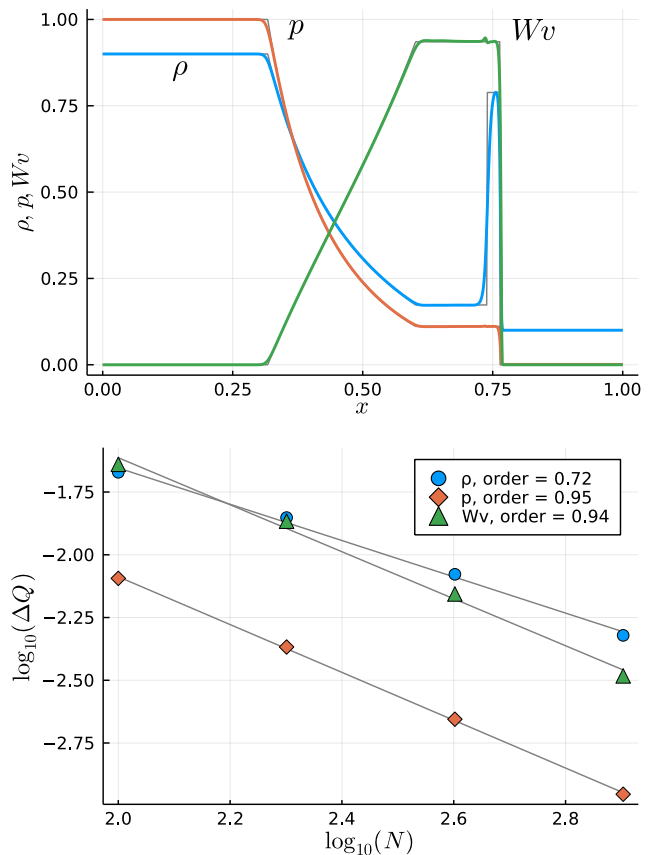 1.00
0.75
0.50
0.25
0.00
ρ, p, Wv
p
ρ
Wv
0.00 0.25 0.50 0.75 1.00
x
−1.75
−2.00
−2.25
−2.50
−2.75
log₁₀(ΔQ)
ρ, order = 0.72
p, order = 0.95
Wv, order = 0.94
2.0 2.2 2.4 2.6 2.8
log₁₀(N)